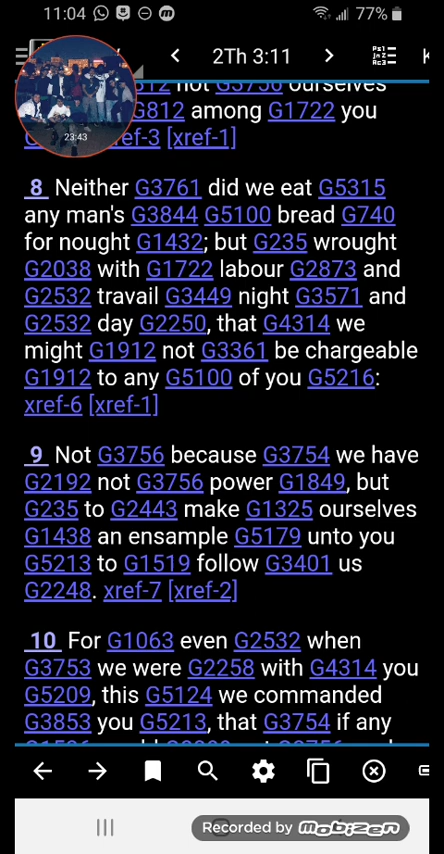 11:04 77%
2Th 3:11
G3756 ourselves
G812 among G1722 you
23:43
xref-3 [xref-1]
8 Neither G3761 did we eat G5315
any man's G3844 G5100 bread G740
for nought G1432; but G235 wrought
G2038 with G1722 labour G2873 and
G2532 travail G3449 night G3571 and
G2532 day G2250, that G4314 we
might G1912 not G3361 be chargeable
G1912 to any G5100 of you G5216:
xref-6 [xref-1]
9 Not G3756 because G3754 we have
G2192 not G3756 power G1849, but
G235 to G2443 make G1325 ourselves
G1438 an ensample G5179 unto you
G5213 to G1519 follow G3401 us
G2248. xref-7 [xref-2]
10 For G1063 even G2532 when
G3753 we were G2258 with G4314 you
G5209, this G5124 we commanded
G3853 you G5213, that G3754 if any
Recorded by Mobizen